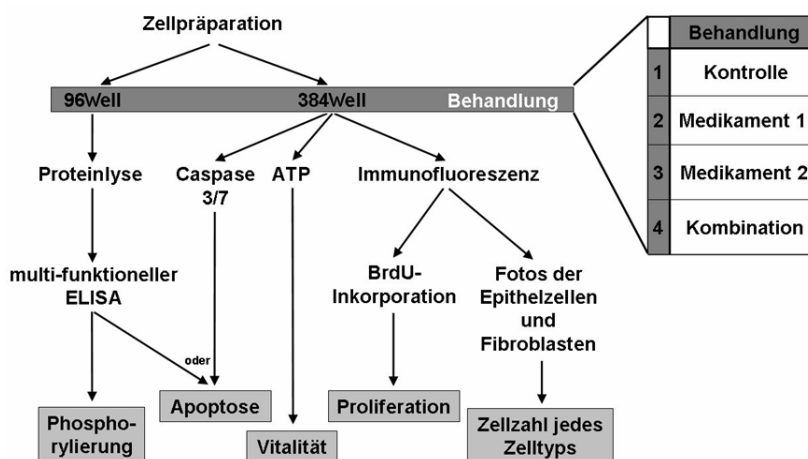 Zellpräparation
96Well 384Well Behandlung
Proteinlyse
Caspase
3/7
ATP
Immunofluoreszenz
multi-funktioneller
ELISA
BrdU-
Inkorporation
Fotos der
Epithelzellen
und
Fibroblasten
oder
Phospho-
rylierung
Apoptose
Vitalität
Proliferation
Zellzahl jedes
Zelltyps
Behandlung
1 Kontrolle
2 Medikament 1
3 Medikament 2
4 Kombination